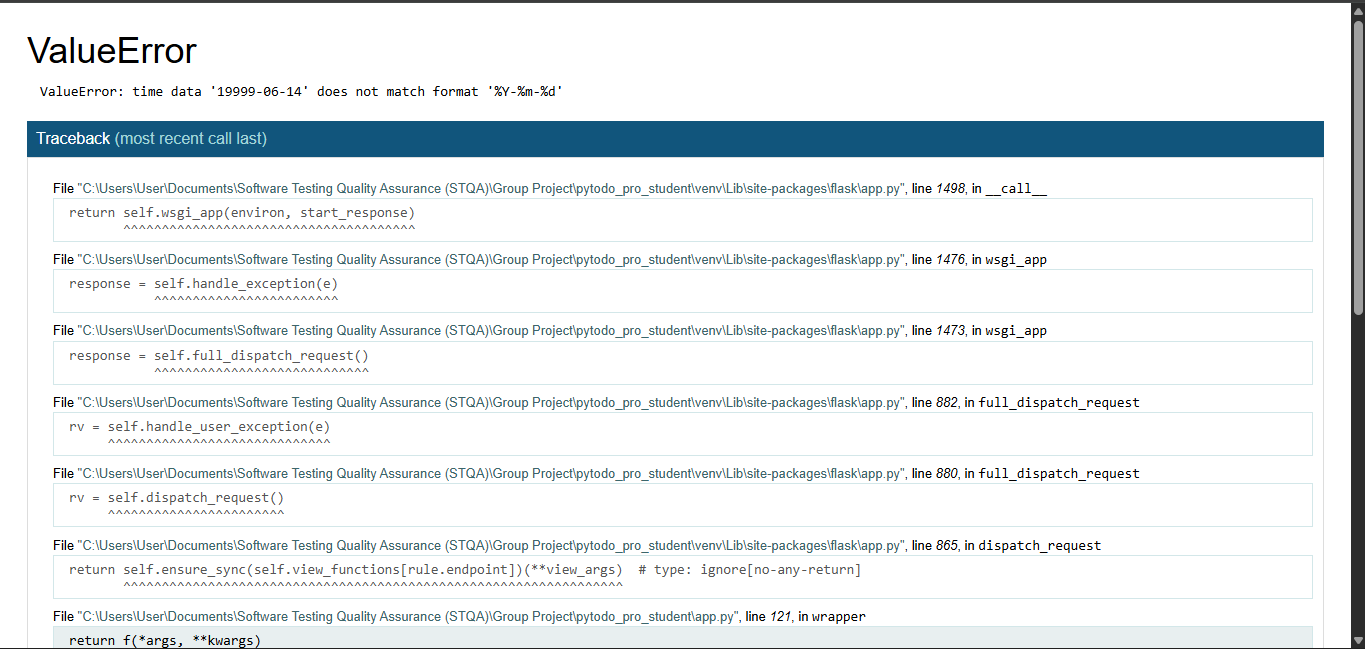 ValueError
ValueError: time data '19999-06-14' does not match format '%Y-%m-%d'
Traceback (most recent call last)
File "C:\Users\User\Documents\Software Testing Quality Assurance (STQA)\Group Project\pytodo_pro_student\venv\Lib\site-packages\flask\app.py", line 1498, in __call__
return self.wsgi_app(environ, start_response)
^^^^^^^^^^^^^^^^^^^^^^^^^^^^^^^^^^^^^^
File "C:\Users\User\Documents\Software Testing Quality Assurance (STQA)\Group Project\pytodo_pro_student\venv\Lib\site-packages\flask\app.py", line 1476, in wsgi_app
response = self.handle_exception(e)
^^^^^^^^^^^^^^^^^^^^^^^^
File "C:\Users\User\Documents\Software Testing Quality Assurance (STQA)\Group Project\pytodo_pro_student\venv\Lib\site-packages\flask\app.py", line 1473, in wsgi_app
response = self.full_dispatch_request()
^^^^^^^^^^^^^^^^^^^^^^^^^^^^
File "C:\Users\User\Documents\Software Testing Quality Assurance (STQA)\Group Project\pytodo_pro_student\venv\Lib\site-packages\flask\app.py", line 882, in full_dispatch_request
rv = self.handle_user_exception(e)
^^^^^^^^^^^^^^^^^^^^^^^^^^^^^
File "C:\Users\User\Documents\Software Testing Quality Assurance (STQA)\Group Project\pytodo_pro_student\venv\Lib\site-packages\flask\app.py", line 880, in full_dispatch_request
rv = self.dispatch_request()
^^^^^^^^^^^^^^^^^^^^^^^
File "C:\Users\User\Documents\Software Testing Quality Assurance (STQA)\Group Project\pytodo_pro_student\venv\Lib\site-packages\flask\app.py", line 865, in dispatch_request
return self.ensure_sync(self.view_functions[rule.endpoint])(**view_args)  # type: ignore[no-any-return]
^^^^^^^^^^^^^^^^^^^^^^^^^^^^^^^^^^^^^^^^^^^^^^^^^^^^^^^^^^^^^^^^^
File "C:\Users\User\Documents\Software Testing Quality Assurance (STQA)\Group Project\pytodo_pro_student\app.py", line 121, in wrapper
return f(*args, **kwargs)